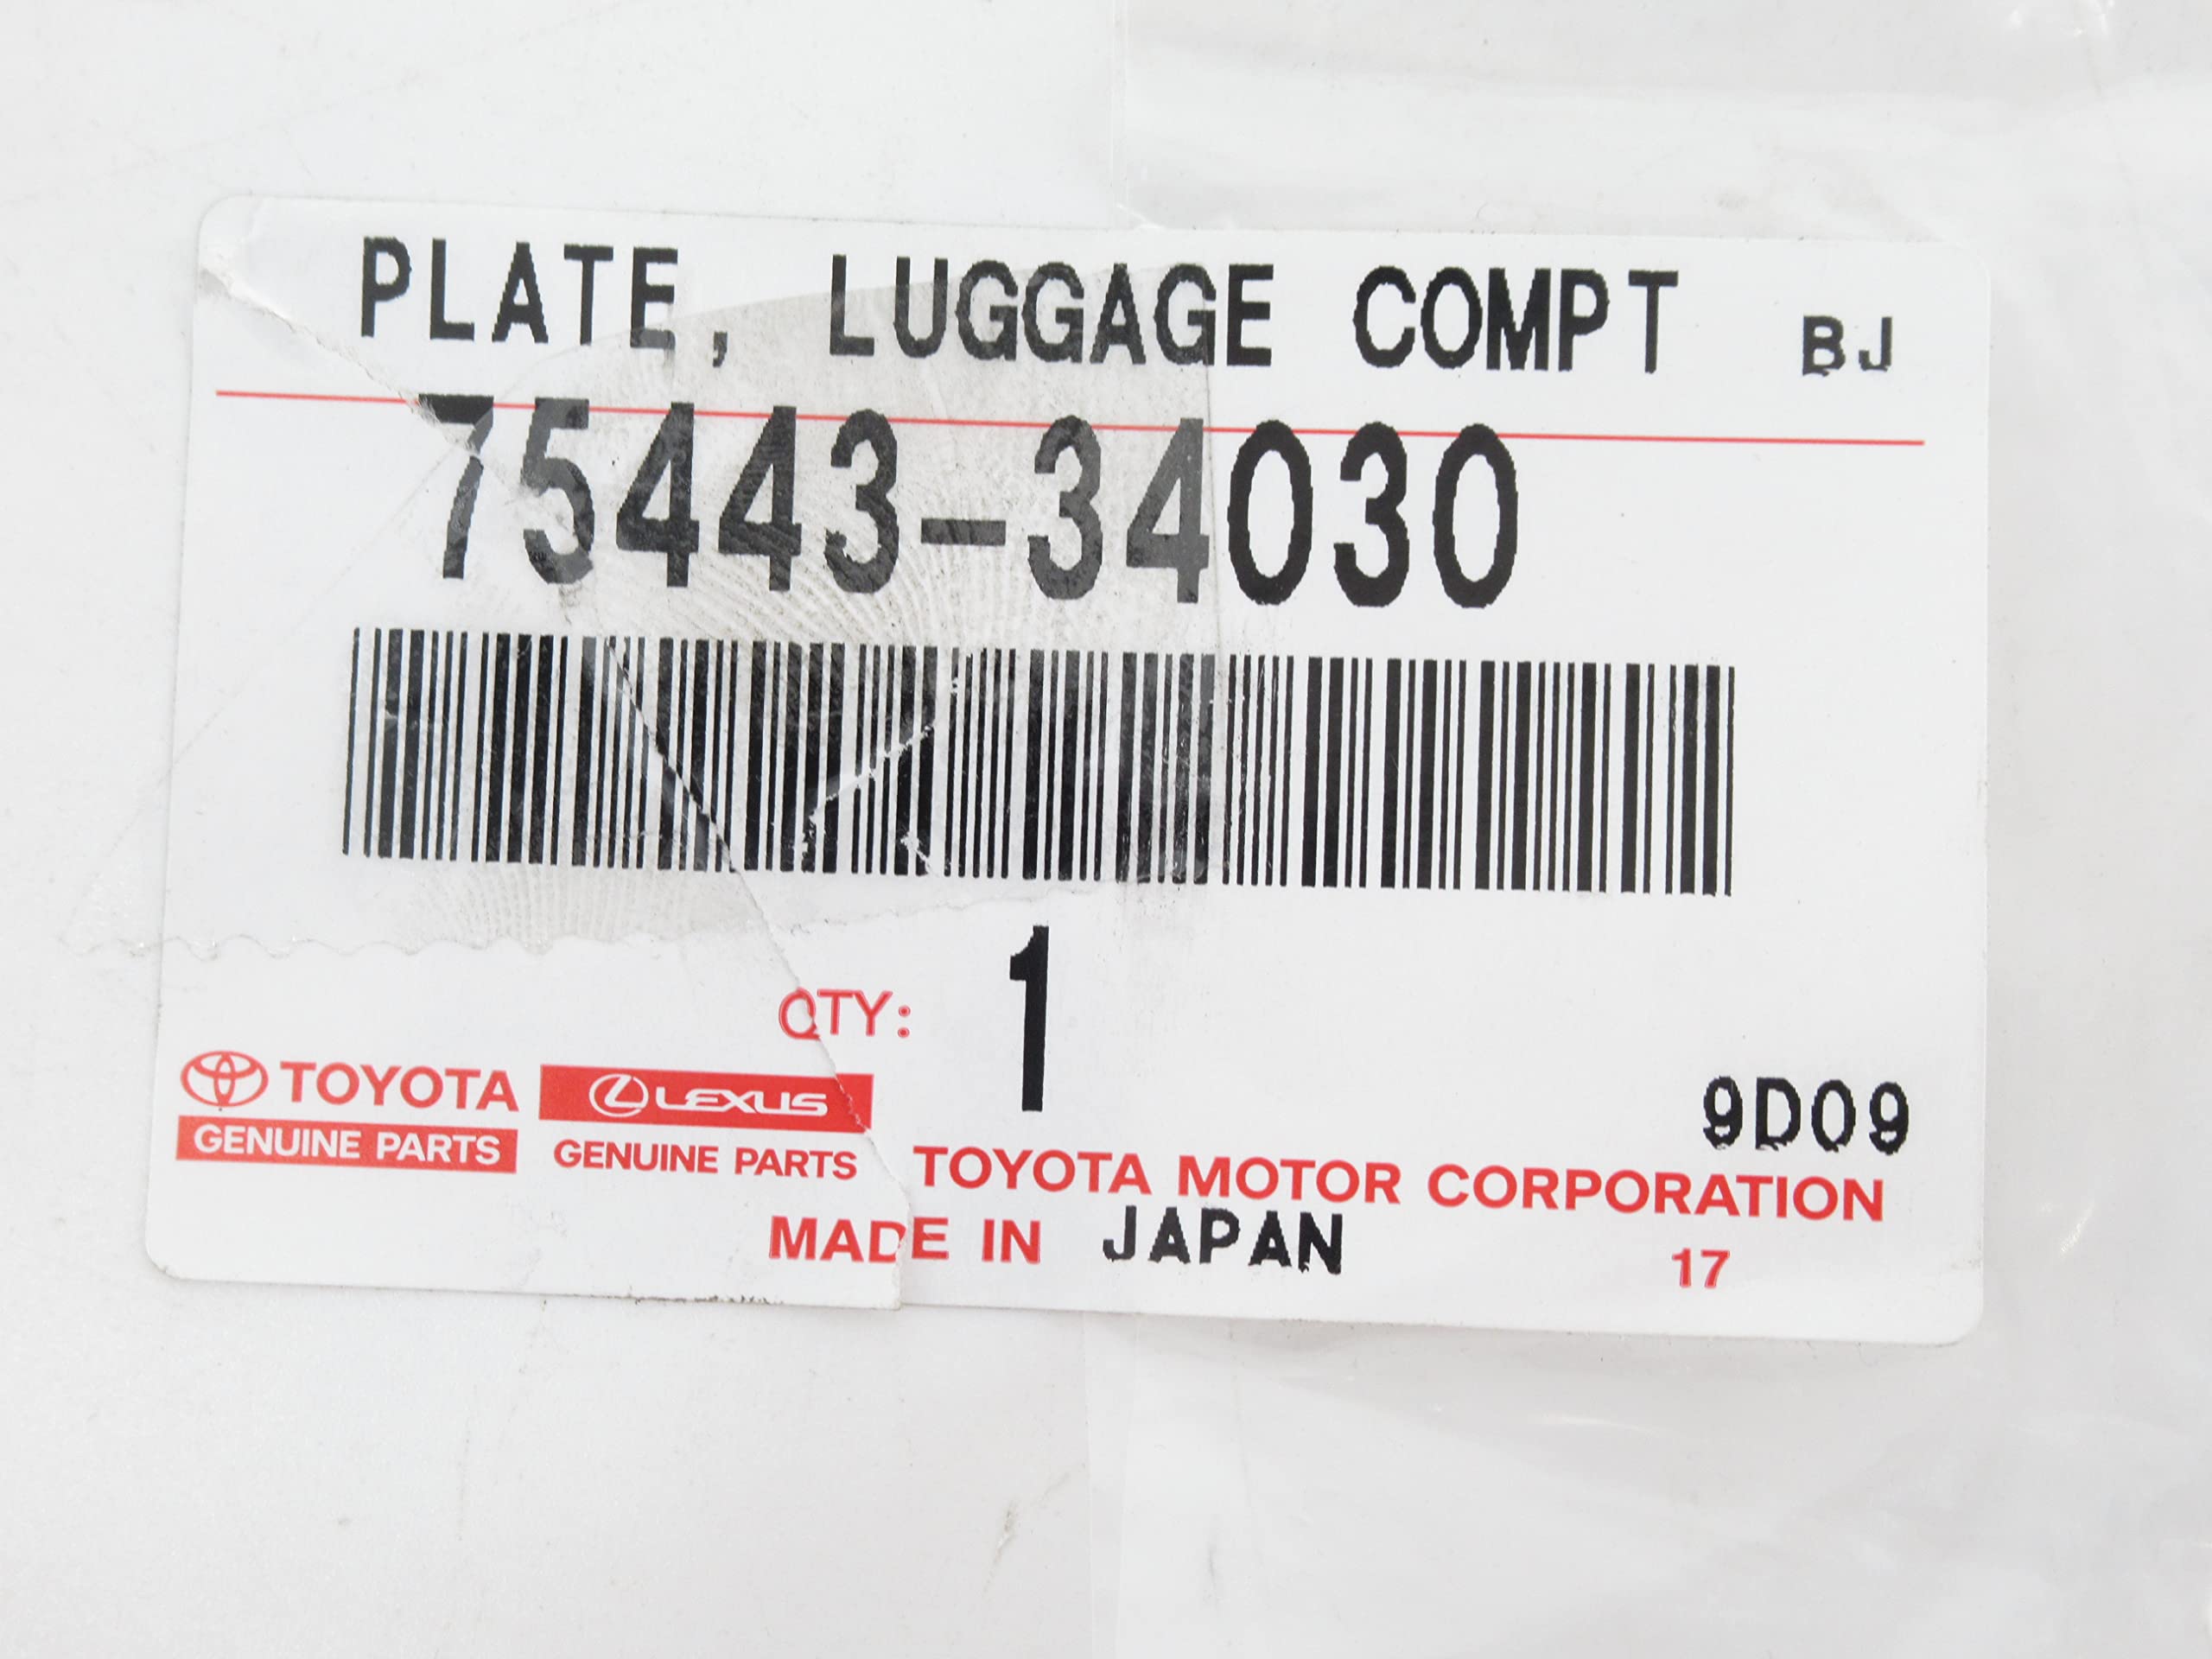 PLATE, LUGGAGE COMPT BJ
75443-34030
QTY: 1
9D09
TOYOTA LEXUS
GENUINE PARTS GENUINE PARTS
TOYOTA MOTOR CORPORATION
MADE IN JAPAN 17